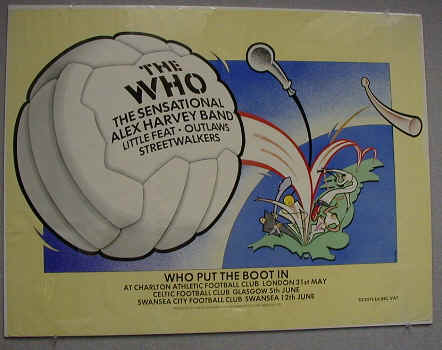 THE
WHO
THE SENSATIONAL
ALEX HARVEY BAND
LITTLE FEAT · OUTLAWS
STREETWALKERS
WHO PUT THE BOOT IN
AT CHARLTON ATHLETIC FOOTBALL CLUB LONDON 31st MAY
CELTIC FOOTBALL CLUB GLASGOW 5th JUNE
SWANSEA CITY FOOTBALL CLUB SWANSEA 12th JUNE